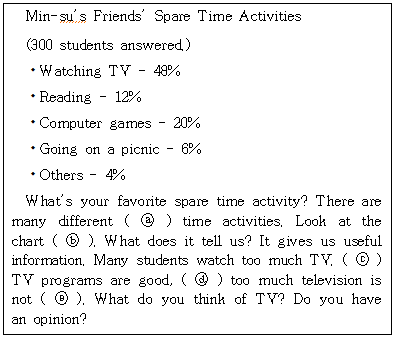 Min-su's Friends' Spare Time Activities
(300 students answered.)
・Watching TV - 48%
・Reading - 12%
・Computer games - 20%
・Going on a picnic - 6%
・Others - 4%
What's your favorite spare time activity? There are
many different ( ⓐ ) time activities. Look at the
chart ( ⓑ ). What does it tell us? It gives us useful
information. Many students watch too much TV. ( ⓒ )
TV programs are good, ( ⓓ ) too much television is
not ( ⓔ ). What do you think of TV? Do you have
an opinion?